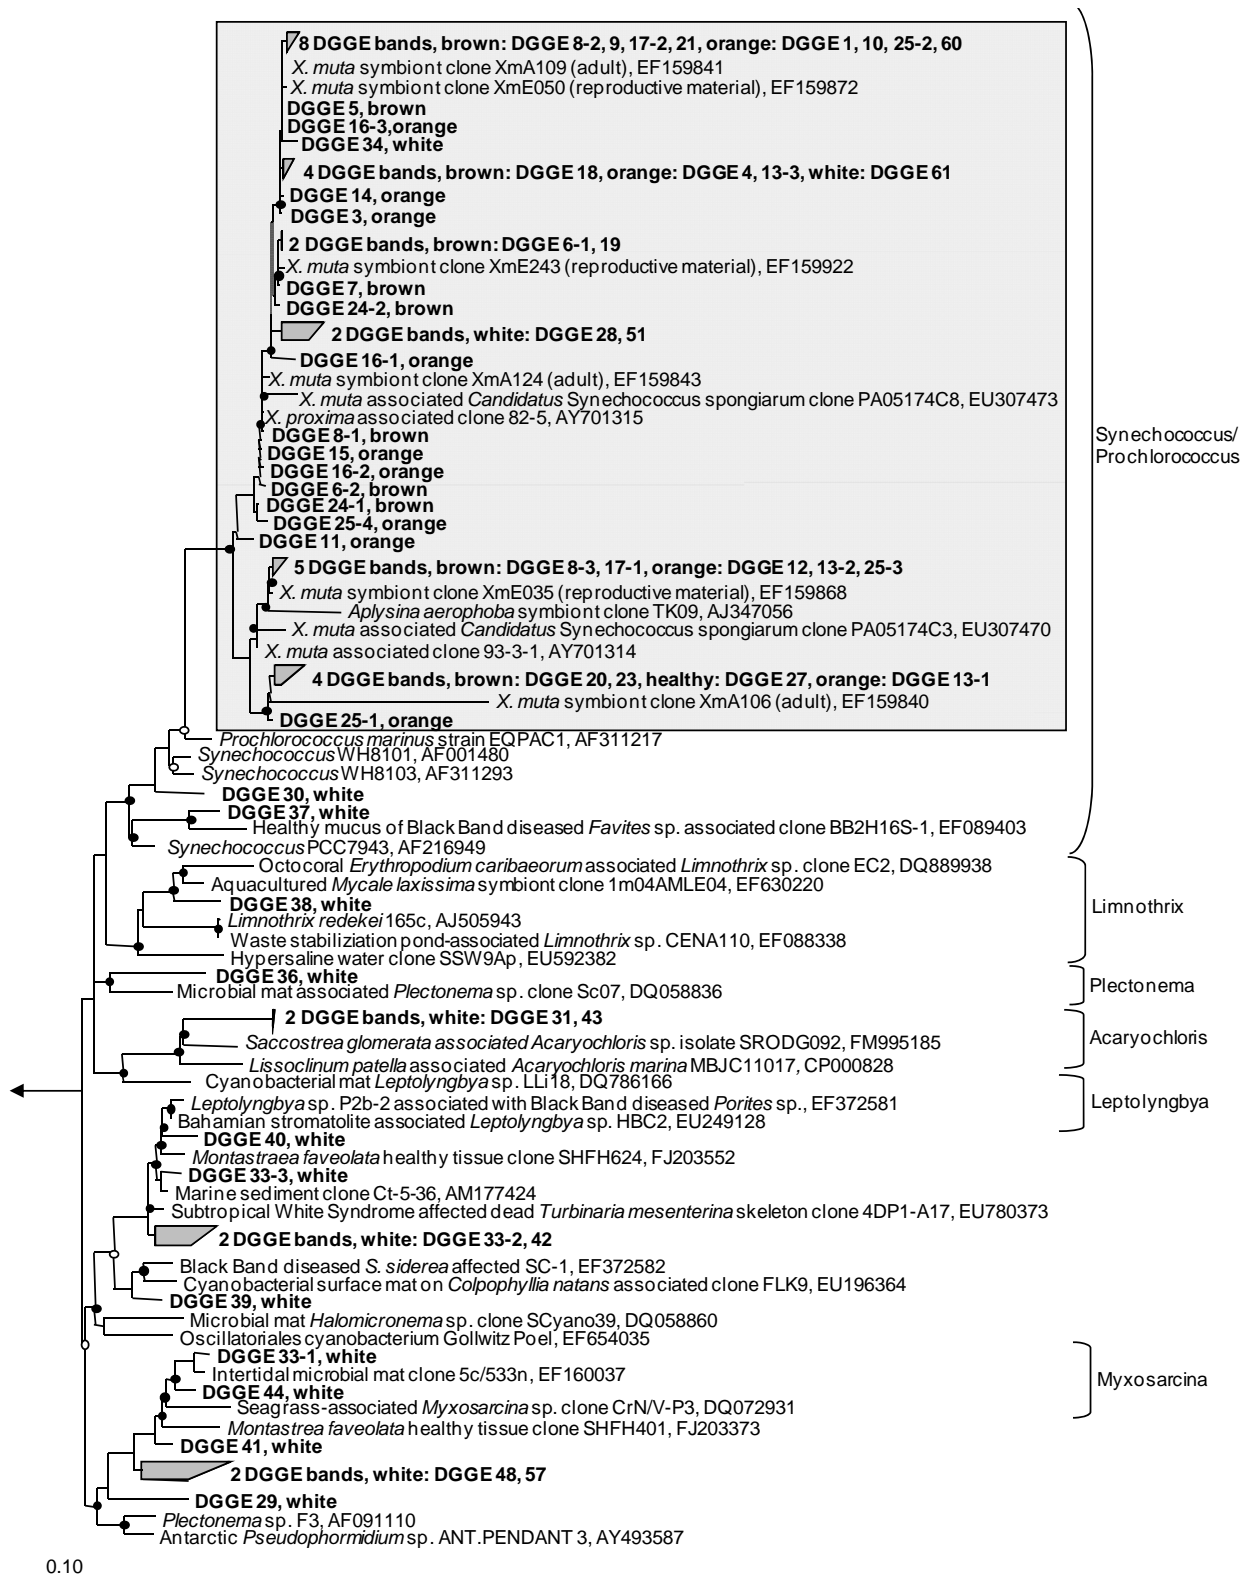 8 DGGE bands, brown: DGGE 8-2, 9, 17-2, 21, orange: DGGE 1, 10, 25-2, 60
X. muta symbiont clone XmA109 (adult), EF159841
X. muta symbiont clone XmE050 (reproductive material), EF159872
DGGE 5, brown
DGGE 16-3,orange
DGGE 34, white
4 DGGE bands, brown: DGGE 18, orange: DGGE 4, 13-3, white: DGGE 61
DGGE 14, orange
DGGE 3, orange
2 DGGE bands, brown: DGGE 6-1, 19
X. muta symbiont clone XmE243 (reproductive material), EF159922
DGGE 7, brown
DGGE 24-2, brown
2 DGGE bands, white: DGGE 28, 51
DGGE 16-1, orange
X. muta symbiont clone XmA124 (adult), EF159843
X. muta associated Candidatus Synechococcus spongiarum clone PA05174C8, EU307473
X. proxima associated clone 82-5, AY701315
DGGE 8-1, brown
Synechococcus/
Prochlorococcus
DGGE 15, orange
DGGE 16-2, orange
DGGE 6-2, brown
DGGE 24-1, brown
DGGE 25-4, orange
DGGE 11, orange
5 DGGE bands, brown: DGGE 8-3, 17-1, orange: DGGE 12, 13-2, 25-3
X. muta symbiont clone XmE035 (reproductive material), EF159868
Aplysina aerophoba symbiont clone TK09, AJ347056
X. muta associated Candidatus Synechococcus spongiarum clone PA05174C3, EU307470
X. muta associated clone 93-3-1, AY701314
4 DGGE bands, brown: DGGE 20, 23, healthy: DGGE 27, orange: DGGE 13-1
X. muta symbiont clone XmA106 (adult), EF159840
DGGE 25-1, orange
Prochlorococcus marinus strain EQPAC1, AF311217
Synechococcus WH8101, AF001480
Synechococcus WH8103, AF311293
DGGE 30, white
DGGE 37, white
Healthy mucus of Black Band diseased Favites sp. associated clone BB2H16S-1, EF089403
Synechococcus PCC7943, AF216949
Octocoral Erythropodium caribaeorum associated Limnothrix sp. clone EC2, DQ889938
Aquacultured Mycale laxissima symbiont clone 1m04AMLE04, EF630220
DGGE 38, white
Limnothrix
Limnothrix redekei 165c, AJ505943
Waste stabiliziation pond-associated Limnothrix sp. CENA110, EF088338
Hypersaline water clone SSW9Ap, EU592382
DGGE 36, white
Plectonema
Microbial mat associated Plectonema sp. clone Sc07, DQ058836
2 DGGE bands, white: DGGE 31, 43
Acaryochloris
Saccostrea glomerata associated Acaryochloris sp. isolate SRODG092, FM995185
Lissoclinum patella associated Acaryochloris marina MBJC11017, CP000828
Cyanobacterial mat Leptolyngbya sp. LLi18, DQ786166
Leptolyngbya
Leptolyngbya sp. P2b-2 associated with Black Band diseased Porites sp., EF372581
Bahamian stromatolite associated Leptolyngbya sp. HBC2, EU249128
DGGE 40, white
Montastraea faveolata healthy tissue clone SHFH624, FJ203552
DGGE 33-3, white
Marine sediment clone Ct-5-36, AM177424
Subtropical White Syndrome affected dead Turbinaria mesenterina skeleton clone 4DP1-A17, EU780373
2 DGGE bands, white: DGGE 33-2, 42
Black Band diseased S. siderea affected SC-1, EF372582
Cyanobacterial surface mat on Colpophyllia natans associated clone FLK9, EU196364
DGGE 39, white
Microbial mat Halomicronema sp. clone SCyano39, DQ058860
Oscillatoriales cyanobacterium Gollwitz Poel, EF654035
DGGE 33-1, white
Intertidal microbial mat clone 5c/533n, EF160037
Myxosarcina
DGGE 44, white
Seagrass-associated Myxosarcina sp. clone CrN/V-P3, DQ072931
Montastrea faveolata healthy tissue clone SHFH401, FJ203373
DGGE 41, white
2 DGGE bands, white: DGGE 48, 57
DGGE 29, white
Plectonema sp. F3, AF091110
Antarctic Pseudophormidium sp. ANT.PENDANT 3, AY493587
0.10